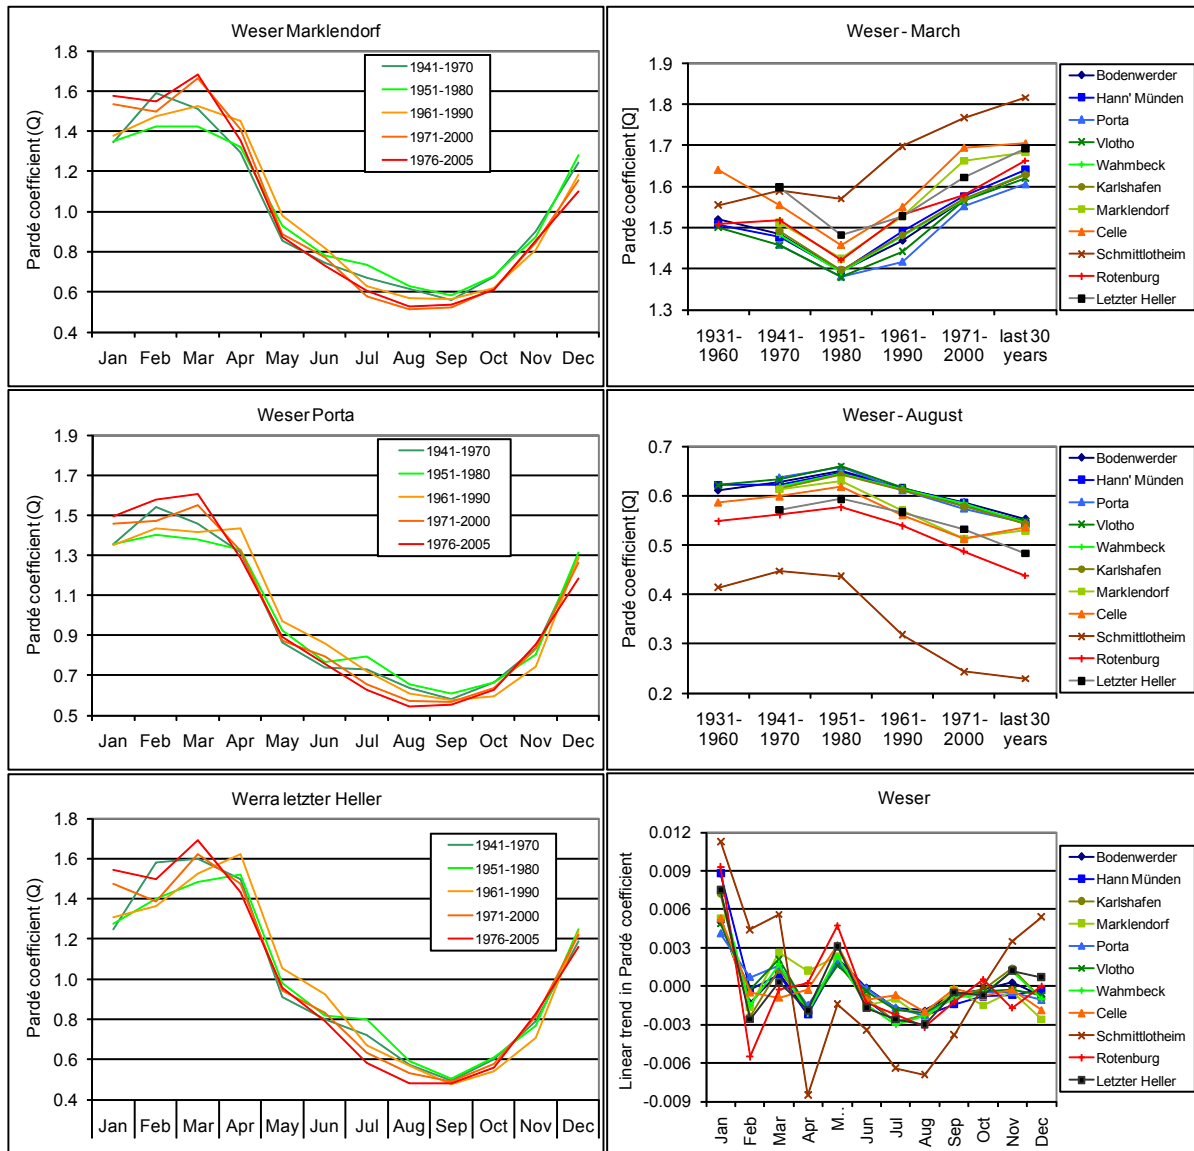 Weser Marklendorf
Pardé coefficient (Q)
1.8
1.6
1.4
1.2
1.0
0.8
0.6
0.4
Jan Feb Mar Apr May Jun Jul Aug Sep Oct Nov Dec
1941-1970
1951-1980
1961-1990
1971-2000
1976-2005
Weser - March
Pardé coefficient [Q]
1.9
1.8
1.7
1.6
1.5
1.4
1.3
1931- 1941- 1951- 1961- 1971- last 30
1960 1970 1980 1990 2000 years
Bodenwerder
Hann' Münden
Porta
Vlotho
Wahmbeck
Karlshafen
Marklendorf
Celle
Schmittlotheim
Rotenburg
Letzter Heller
Weser Porta
Pardé coefficient (Q)
1.9
1.7
1.5
1.3
1.1
0.9
0.7
0.5
Jan Feb Mar Apr May Jun Jul Aug Sep Oct Nov Dec
1941-1970
1951-1980
1961-1990
1971-2000
1976-2005
Weser - August
Pardé coefficient [Q]
0.7
0.6
0.5
0.4
0.3
0.2
1931- 1941- 1951- 1961- 1971- last 30
1960 1970 1980 1990 2000 years
Bodenwerder
Hann' Münden
Porta
Vlotho
Wahmbeck
Karlshafen
Marklendorf
Celle
Schmittlotheim
Rotenburg
Letzter Heller
Werra letzter Heller
Pardé coefficient (Q)
1.8
1.6
1.4
1.2
1.0
0.8
0.6
0.4
Jan Feb Mar Apr May Jun Jul Aug Sep Oct Nov Dec
1941-1970
1951-1980
1961-1990
1971-2000
1976-2005
Weser
Linear trend in Pardé coefficient
0.012
0.009
0.006
0.003
0.000
-0.003
-0.006
-0.009
Jan Feb Mar Apr M... Jun Jul Aug Sep Oct Nov Dec
Bodenwerder
Hann Münden
Karlshafen
Marklendorf
Porta
Vlotho
Wahmbeck
Celle
Schmittlotheim
Rotenburg
Letzter Heller